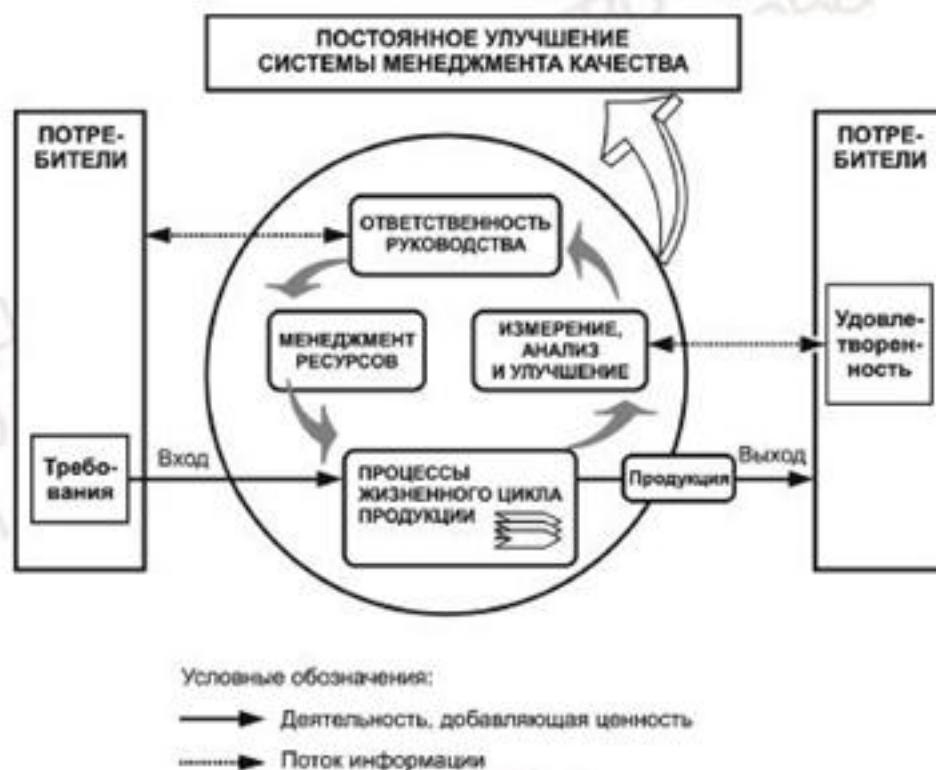 ПОСТОЯННОЕ УЛУЧШЕНИЕ
СИСТЕМЫ МЕНЕДЖМЕНТА КАЧЕСТВА
ПОТРЕ-
БИТЕЛИ
ПОТРЕ-
БИТЕЛИ
ОТВЕТСТВЕННОСТЬ
РУКОВОДСТВА
МЕНЕДЖМЕНТ
РЕСУРСОВ
ИЗМЕРЕНИЕ,
АНАЛИЗ
И УЛУЧШЕНИЕ
Удовле-
творен-
ность
Требо-
вания
Вход
ПРОЦЕССЫ
ЖИЗНЕННОГО ЦИКЛА
ПРОДУКЦИИ
Продукция
Выход
Условные обозначения:
Деятельность, добавляющая ценность
Поток информации